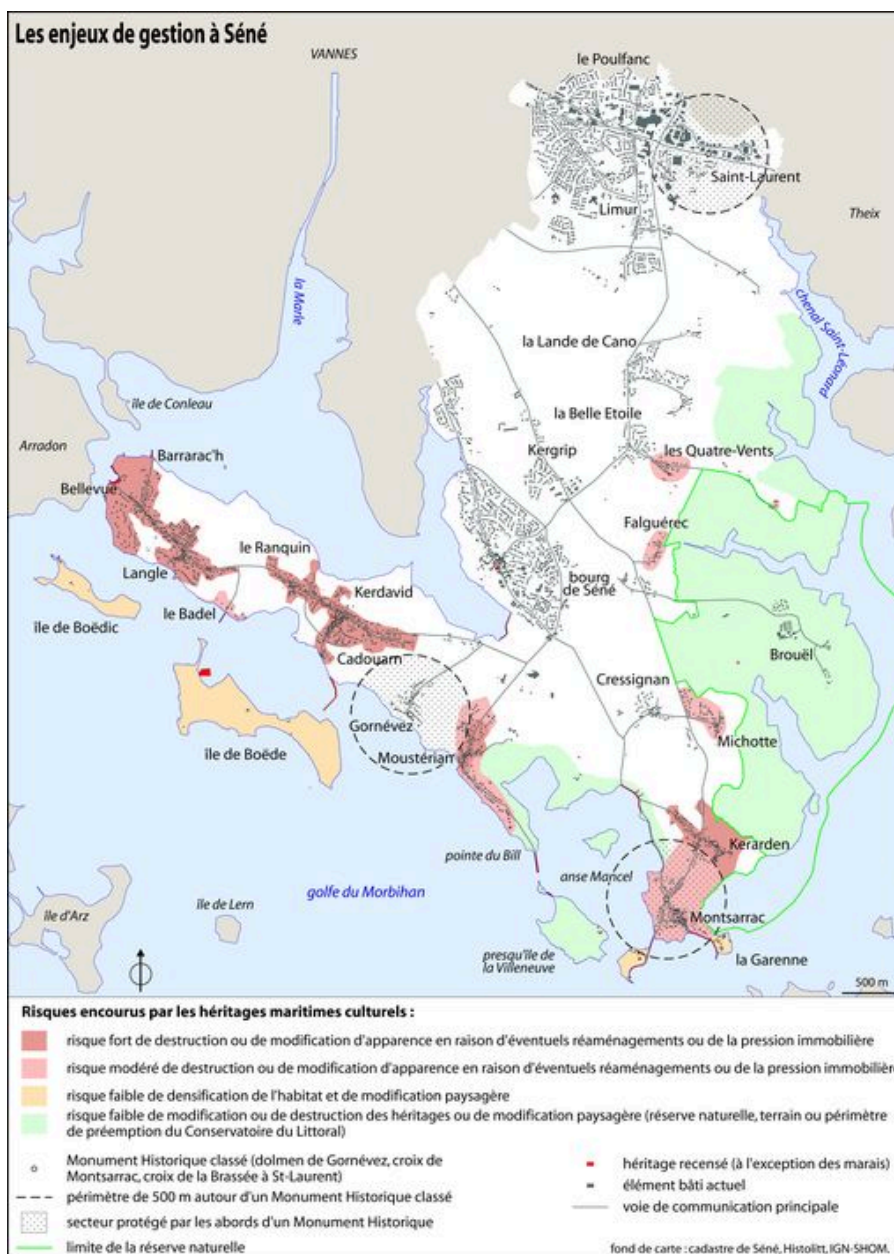 Les enjeux de gestion à Séné
VANNES
le Poulfanc
Saint-Laurent
Limur
Theix
la Marle
chenal Saint-Léonard
la Lande de Cano
île de Conleau
la Belle Etoile
Arradon
Barrarac'h
Kergrip
les Quatre-Vents
Bellevue
Falguérec
le Ranquin
Langle
Kerdavid
bourg
de Séné
le Badel
île de Boëdic
Brouël
Cadouarn
Cressignan
Gornévez
Michotte
île de Boëde
Moustérian
Kerarden
pointe du Bill
anse Mancel
golfe du Morbihan
île d'Arz
île de Lern
Montsarrac
presqu'île de
la Villeneuve
la Garenne
500 m
Risques encourus par les héritages maritimes culturels :
risque fort de destruction ou de modification d'apparence en raison d'éventuels réaménagements ou de la pression immobilière
risque modéré de destruction ou de modification d'apparence en raison d'éventuels réaménagements ou de la pression immobilière
risque faible de densification de l'habitat et de modification paysagère
risque faible de modification ou de destruction des héritages ou de modification paysagère (réserve naturelle, terrain ou périmètre
de préemption du Conservatoire du Littoral)
Monument Historique classé (dolmen de Gornévez, croix de
Montsarrac, croix de la Brassée à St-Laurent)
périmètre de 500 m autour d'un Monument Historique classé
secteur protégé par les abords d'un Monument Historique
limite de la réserve naturelle
héritage recensé (à l'exception des marais)
élément bâti actuel
voie de communication principale
fond de carte : cadastre de Séné, Histolitt, IGN-SHOM.